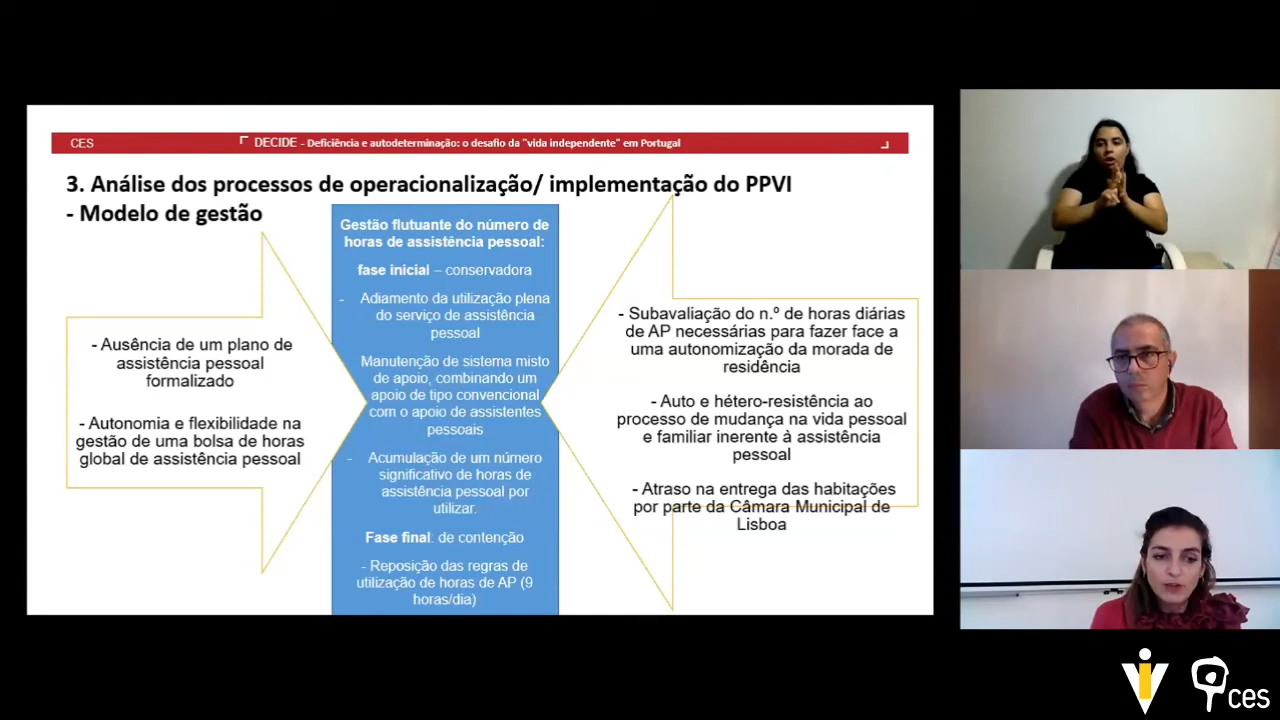 CES
DECIDE - Deficiência e autodeterminação: o desafio da "vida independente" em Portugal
3. Análise dos processos de operacionalização/ implementação do PPVI
- Modelo de gestão
- Ausência de um plano de
assistência pessoal
formalizado
- Autonomia e flexibilidade na
gestão de uma bolsa de horas
global de assistência pessoal
Gestão flutuante do número de
horas de assistência pessoal:
fase inicial – conservadora
- Adiamento da utilização plena
do serviço de assistência
pessoal
Manutenção de sistema misto
de apoio, combinando um
apoio de tipo convencional
com o apoio de assistentes
pessoais
- Acumulação de um número
significativo de horas de
assistência pessoal por
utilizar.
Fase final: de contenção
- Reposição das regras de
utilização de horas de AP (9
horas/dia)
- Subavaliação do n.º de horas diárias
de AP necessárias para fazer face a
uma autonomização da morada de
residência
- Auto e hétero-resistência ao
processo de mudança na vida pessoal
e familiar inerente à assistência
pessoal
- Atraso na entrega das habitações
por parte da Câmara Municipal de
Lisboa
ces